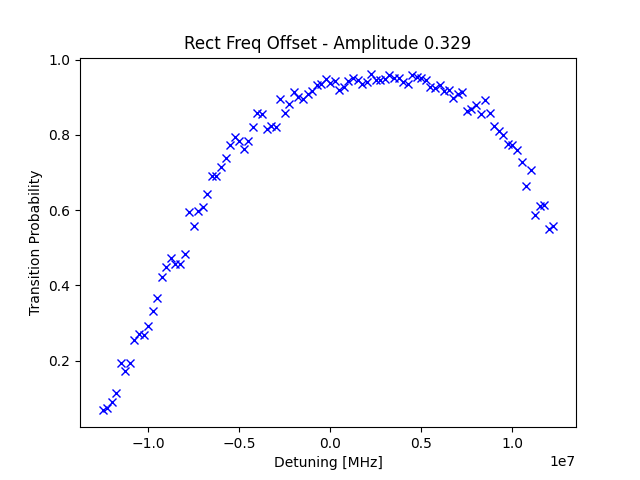 Rect Freq Offset - Amplitude 0.329
1.0
0.8
0.6
0.4
0.2
Transition Probability
−1.0 −0.5 0.0 0.5 1.0
1e7
Detuning [MHz]